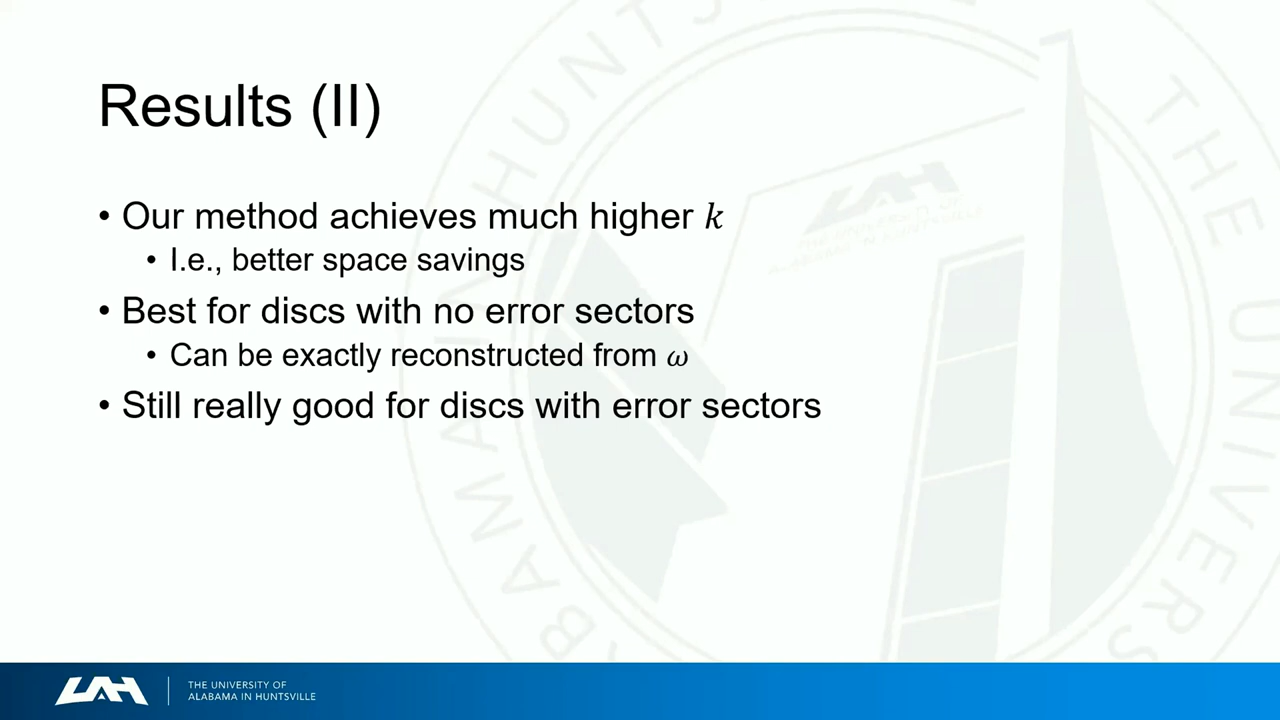 Results (II)
• Our method achieves much higher k
• I.e., better space savings
• Best for discs with no error sectors
• Can be exactly reconstructed from ω
• Still really good for discs with error sectors
UAH
THE UNIVERSITY OF
ALABAMA IN HUNTSVILLE